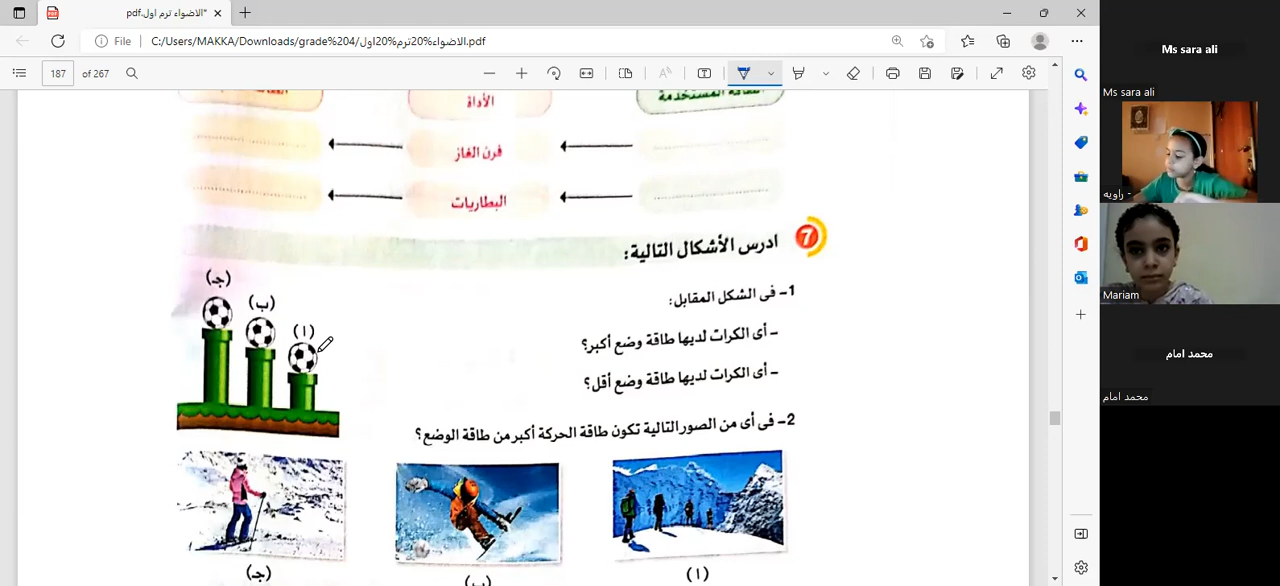 الاضواء ترم اول.pdf*
File
C:/Users/MAKKA/Downloads/grade%204/الاضواء%20ترم%20اول.pdf
187 of 267
Ms sara ali
Ms sara ali
راويه -
Mariam
محمد امام
محمد امام
المستخدمة
الأداة
فرن الغاز
البطاريات
7 ادرس الأشكال التالية:
1- فى الشكل المقابل:
- أى الكرات لديها طاقة وضع أكبر؟
- أى الكرات لديها طاقة وضع أقل؟
(جـ)
(ب)
(أ)
2- فى أى من الصور التالية تكون طاقة الحركة أكبر من طاقة الوضع؟
(أ)
(ب)
(جـ)